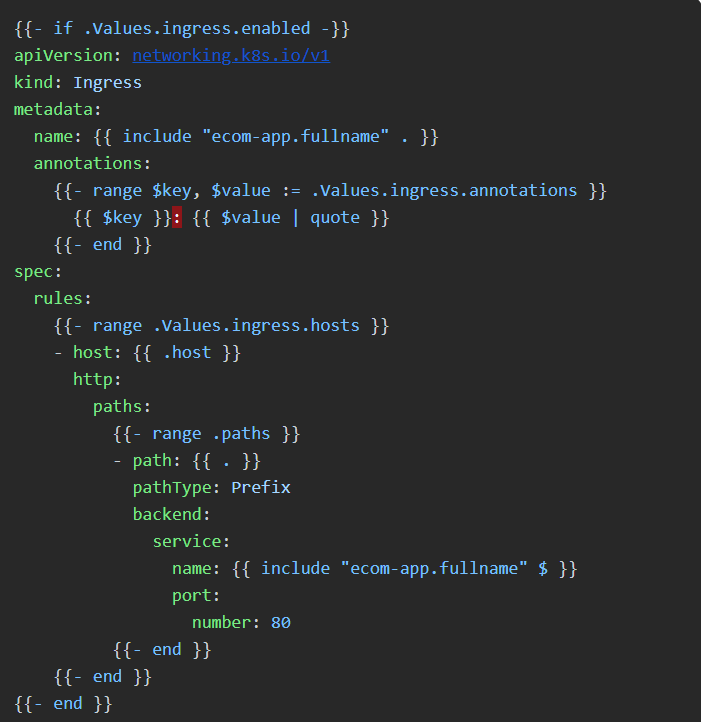 {{- if .Values.ingress.enabled -}}
apiVersion: networking.k8s.io/v1
kind: Ingress
metadata:
  name: {{ include "ecom-app.fullname" . }}
  annotations:
    {{- range $key, $value := .Values.ingress.annotations }}
      {{ $key }}: {{ $value | quote }}
    {{- end }}
spec:
  rules:
    {{- range .Values.ingress.hosts }}
    - host: {{ .host }}
      http:
        paths:
          {{- range .paths }}
          - path: {{ . }}
            pathType: Prefix
            backend:
              service:
                name: {{ include "ecom-app.fullname" $ }}
                port:
                  number: 80
          {{- end }}
    {{- end }}
{{- end }}